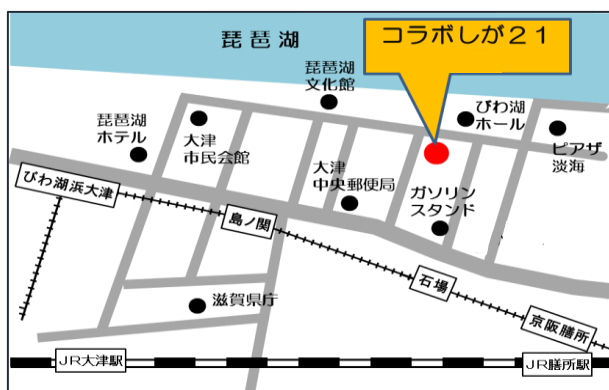 琵琶湖
コラボしが２１
琵琶湖
文化館
びわ湖
ホール
琵琶湖
ホテル
大津
市民会館
ピアザ
淡海
大津
中央郵便局
ガソリン
スタンド
びわ湖浜大津
島ノ関
石場
滋賀県庁
京阪膳所
JR大津駅
JR膳所駅